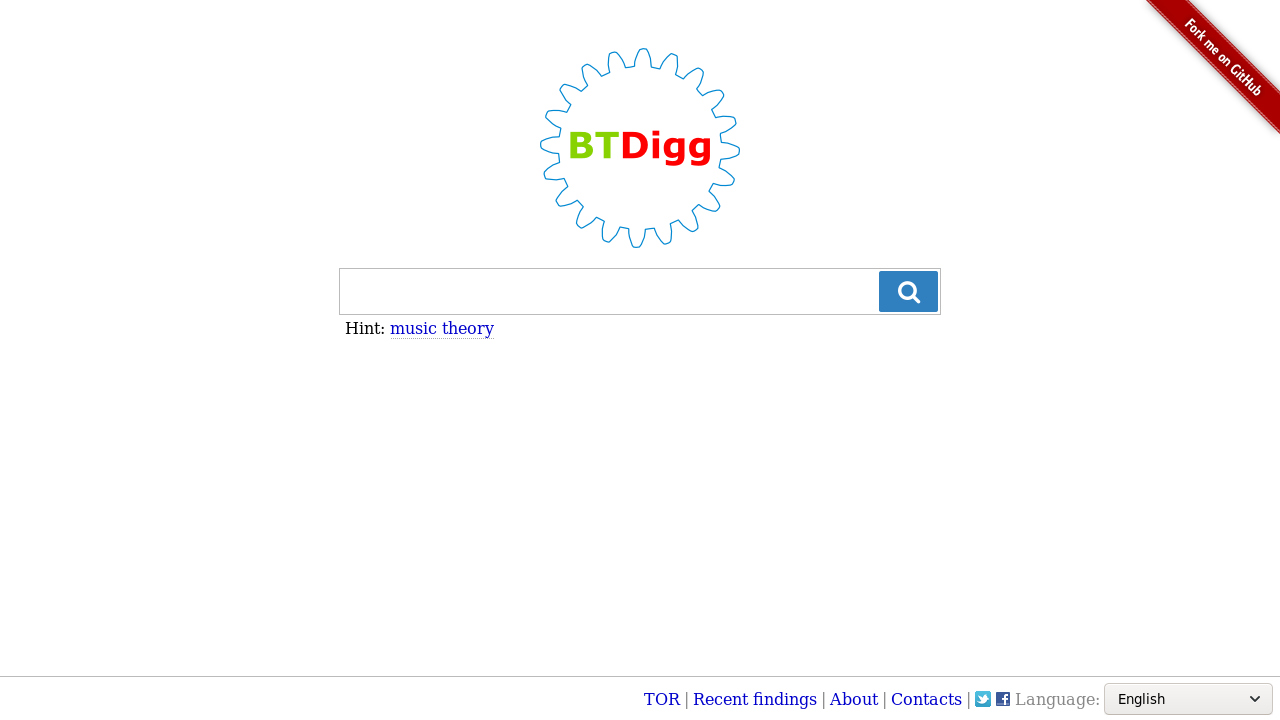 Fork me on GitHub
BTDigg
Hint: music theory
TOR | Recent findings | About | Contacts | Language: English